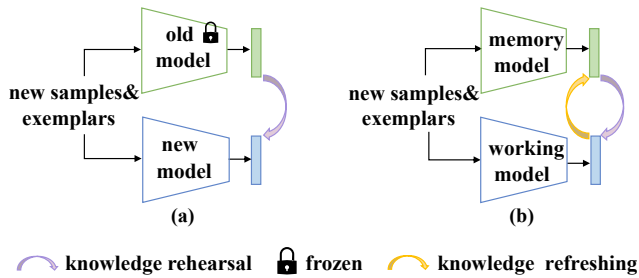 old
model
new samples&
exemplars
new
model
(a)
memory
model
new samples&
exemplars
working
model
(b)
knowledge rehearsal
frozen
knowledge refreshing